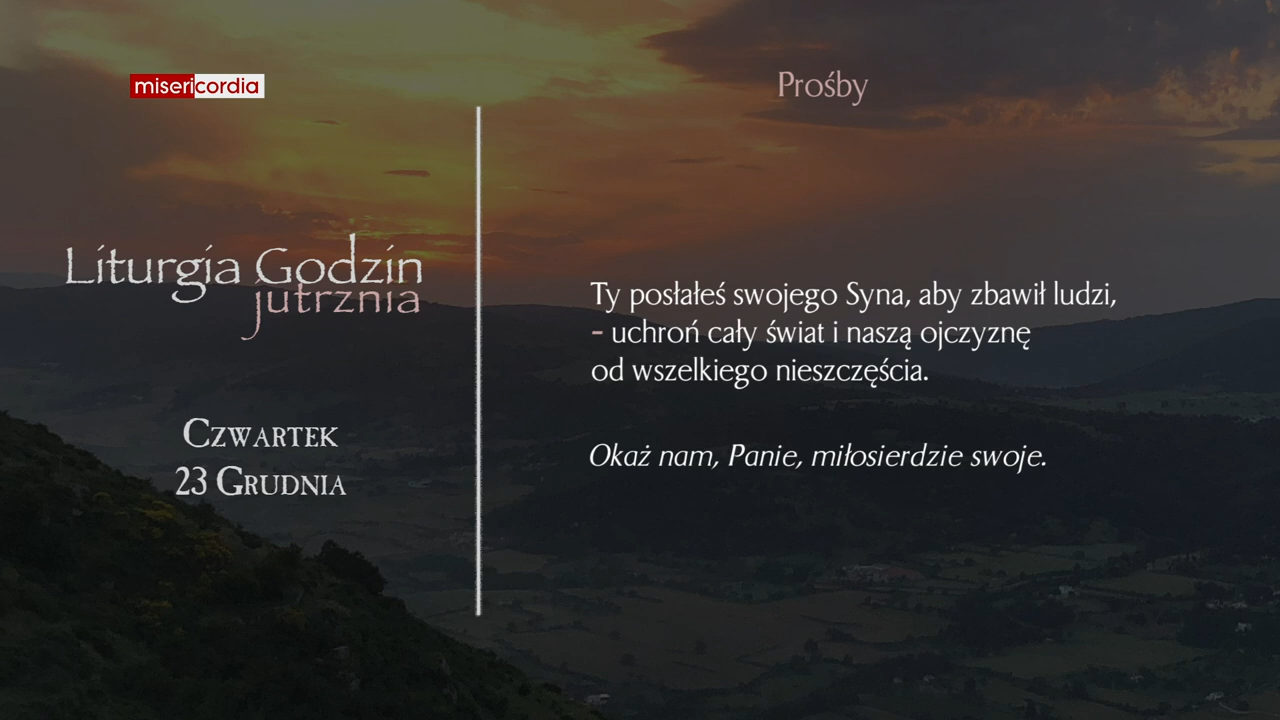 misericordia
Liturgia Godzin
jutrznia
Czwartek
23 Grudnia
Prośby
Ty posłałeś swojego Syna, aby zbawił ludzi,
- uchroń cały świat i naszą ojczyznę
od wszelkiego nieszczęścia.
Okaż nam, Panie, miłosierdzie swoje.